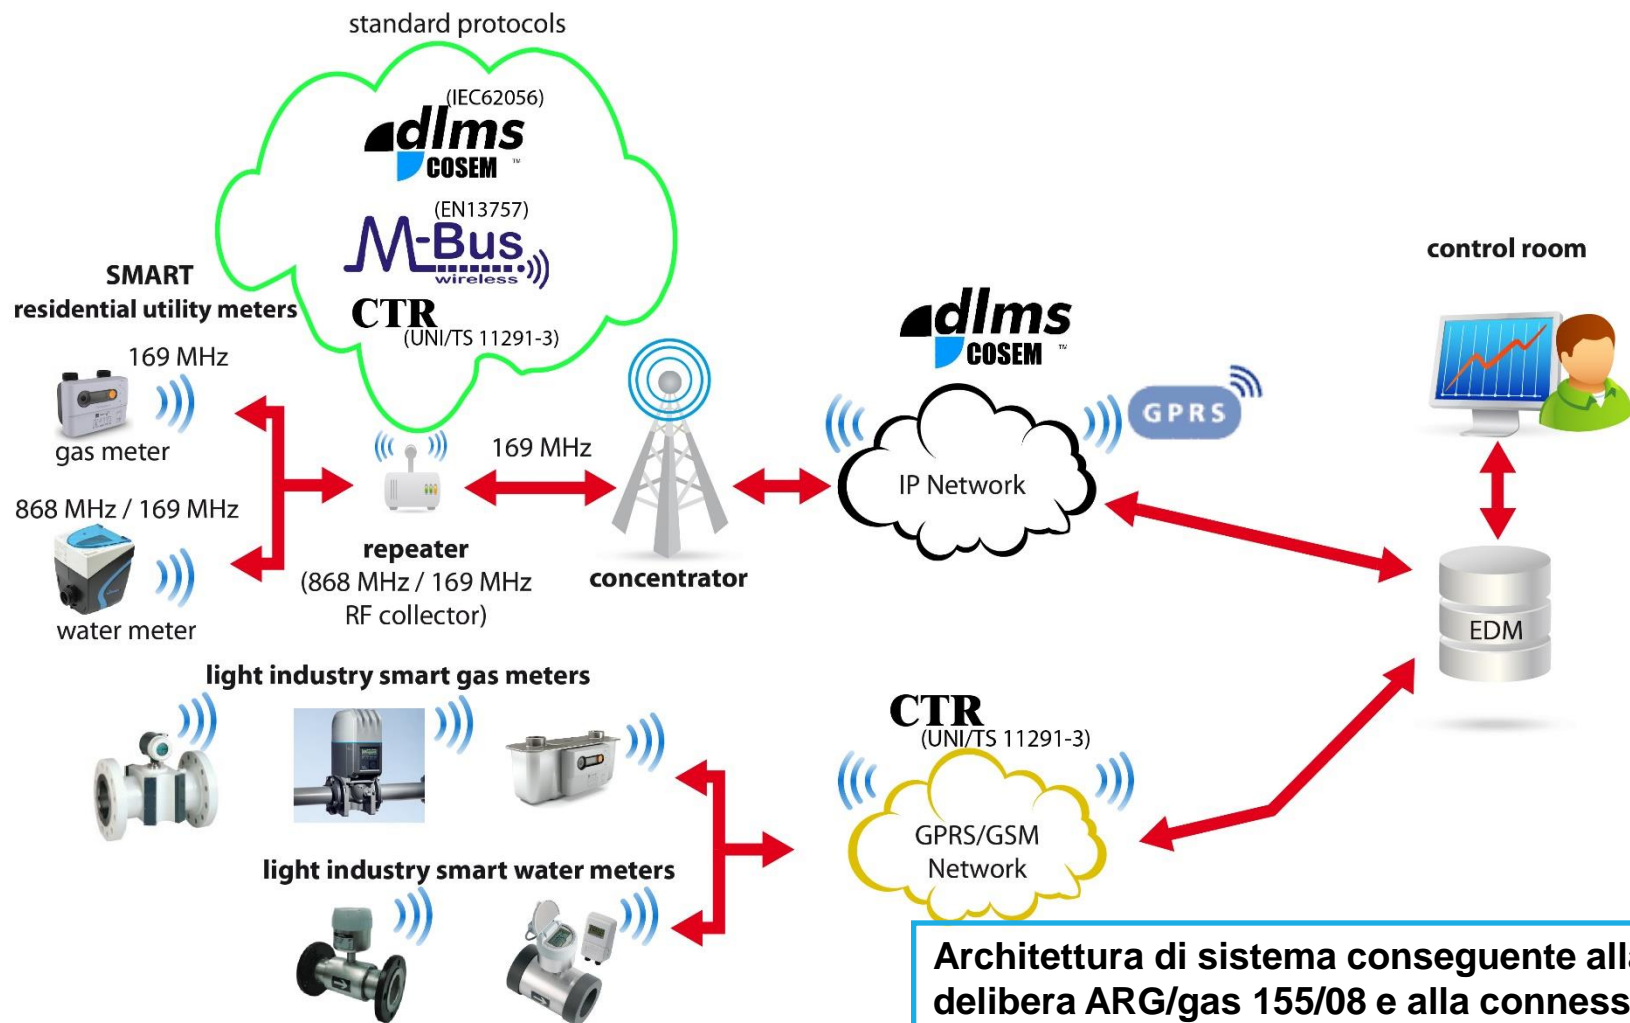 standard protocols
(IEC62056)
dlms
COSEM ™
(EN13757)
M-Bus
wireless
CTR
(UNI/TS 11291-3)
SMART
residential utility meters
169 MHz
gas meter
868 MHz / 169 MHz
water meter
repeater
(868 MHz / 169 MHz
RF collector)
169 MHz
concentrator
dlms
COSEM ™
GPRS
IP Network
control room
EDM
light industry smart gas meters
light industry smart water meters
CTR
(UNI/TS 11291-3)
GPRS/GSM
Network
Architettura di sistema conseguente alla
delibera ARG/gas 155/08 e alla conness